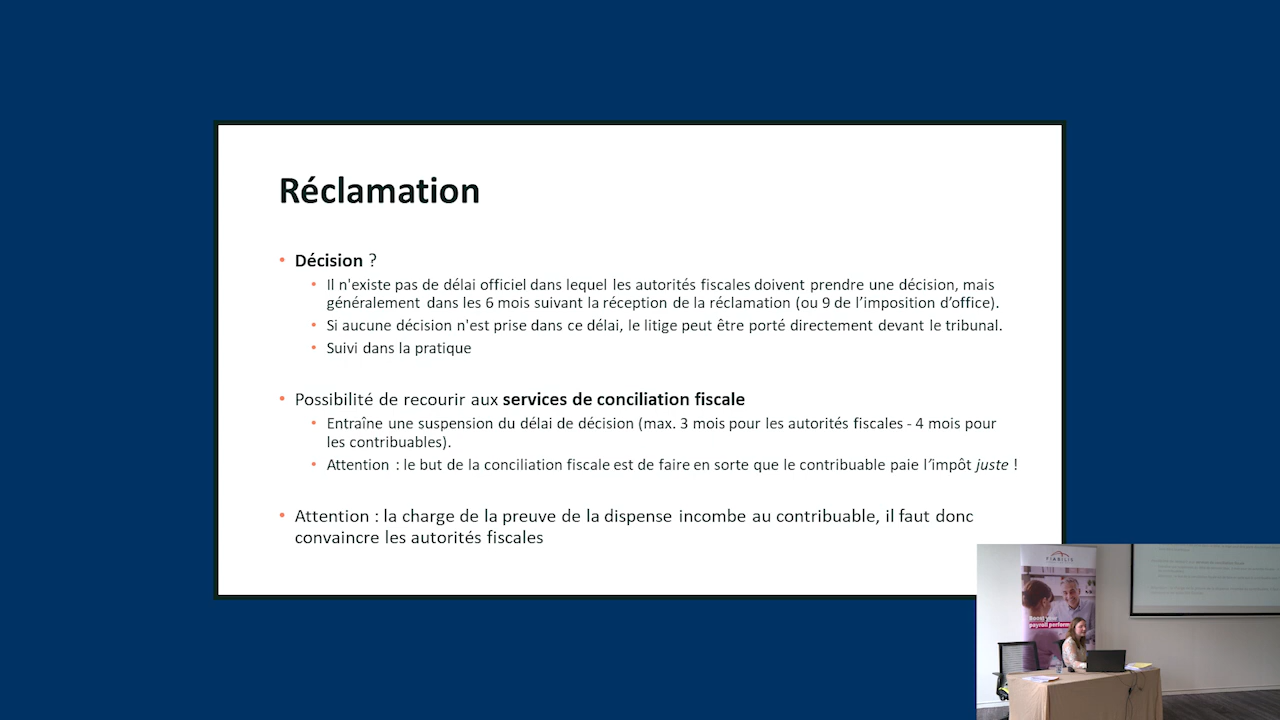 Réclamation
• Décision ?
• Il n'existe pas de délai officiel dans lequel les autorités fiscales doivent prendre une décision, mais
généralement dans les 6 mois suivant la réception de la réclamation (ou 9 de l'imposition d'office).
• Si aucune décision n'est prise dans ce délai, le litige peut être porté directement devant le tribunal.
• Suivi dans la pratique
• Possibilité de recourir aux services de conciliation fiscale
• Entraîne une suspension du délai de décision (max. 3 mois pour les autorités fiscales - 4 mois pour
les contribuables).
• Attention : le but de la conciliation fiscale est de faire en sorte que le contribuable paie l'impôt juste !
• Attention : la charge de la preuve de la dispense incombe au contribuable, il faut donc
convaincre les autorités fiscales
Boost your
payroll perform